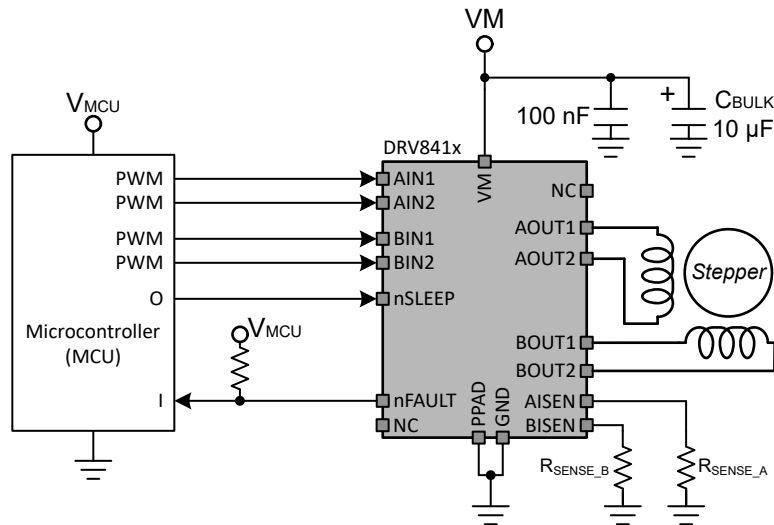 VM
VMCU
100 nF
+
CBULK
10 µF
DRV841x
PWM
AIN1
VM
NC
PWM
AIN2
AOUT1
PWM
BIN1
AOUT2
Stepper
PWM
BIN2
O
nSLEEP
Microcontroller
(MCU)
VMCU
BOUT1
BOUT2
I
nFAULT
PPAD
GND
AISEN
NC
BISEN
RSENSE_B
RSENSE_A